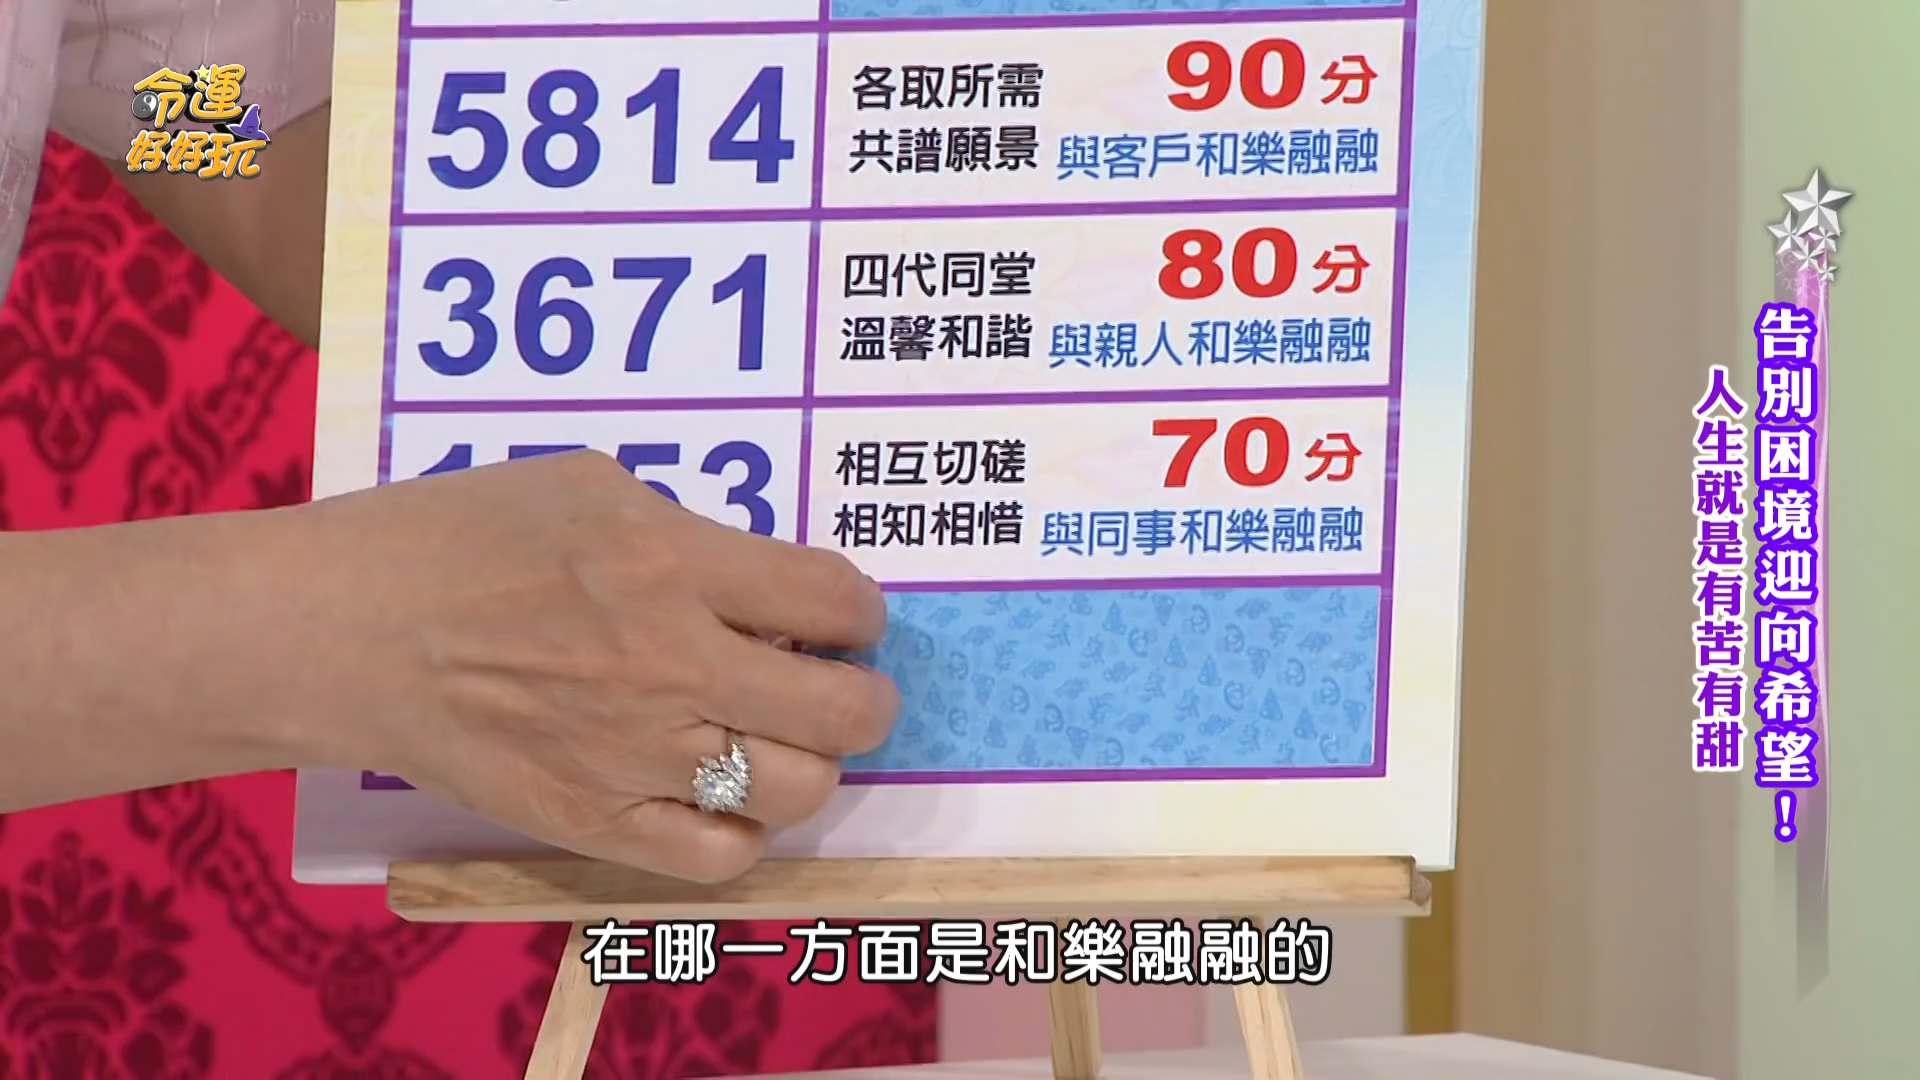 命運
好好玩
5814
各取所需
共譜願景
90分
與客戶和樂融融
3671
四代同堂
溫馨和諧
80分
與親人和樂融融
相互切磋
相知相惜
70分
與同事和樂融融
告別困境迎向希望！
人生就是有苦有甜
在哪一方面是和樂融融的